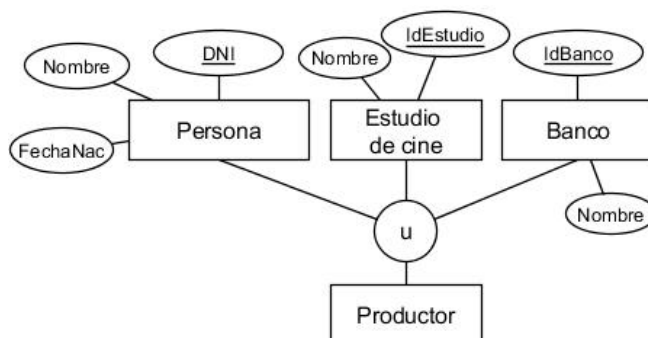 Nombre
DNI
FechaNac
Persona
Nombre
IdEstudio
Estudio
de cine
IdBanco
Banco
Nombre
u
Productor